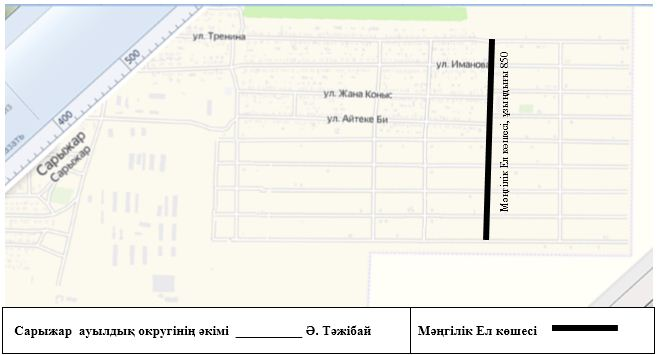 ул. Тренина
ул. Иманова
ул. Жана Коныс
ул. Айтеке Би
500
400
Сарыжар
Сарыжар
Мәңгілік Ел көшесі, ұзындығы 850
Сарыжар ауылдық округінің әкімі __________ Ә. Тәжібай
Мәңгілік Ел көшесі